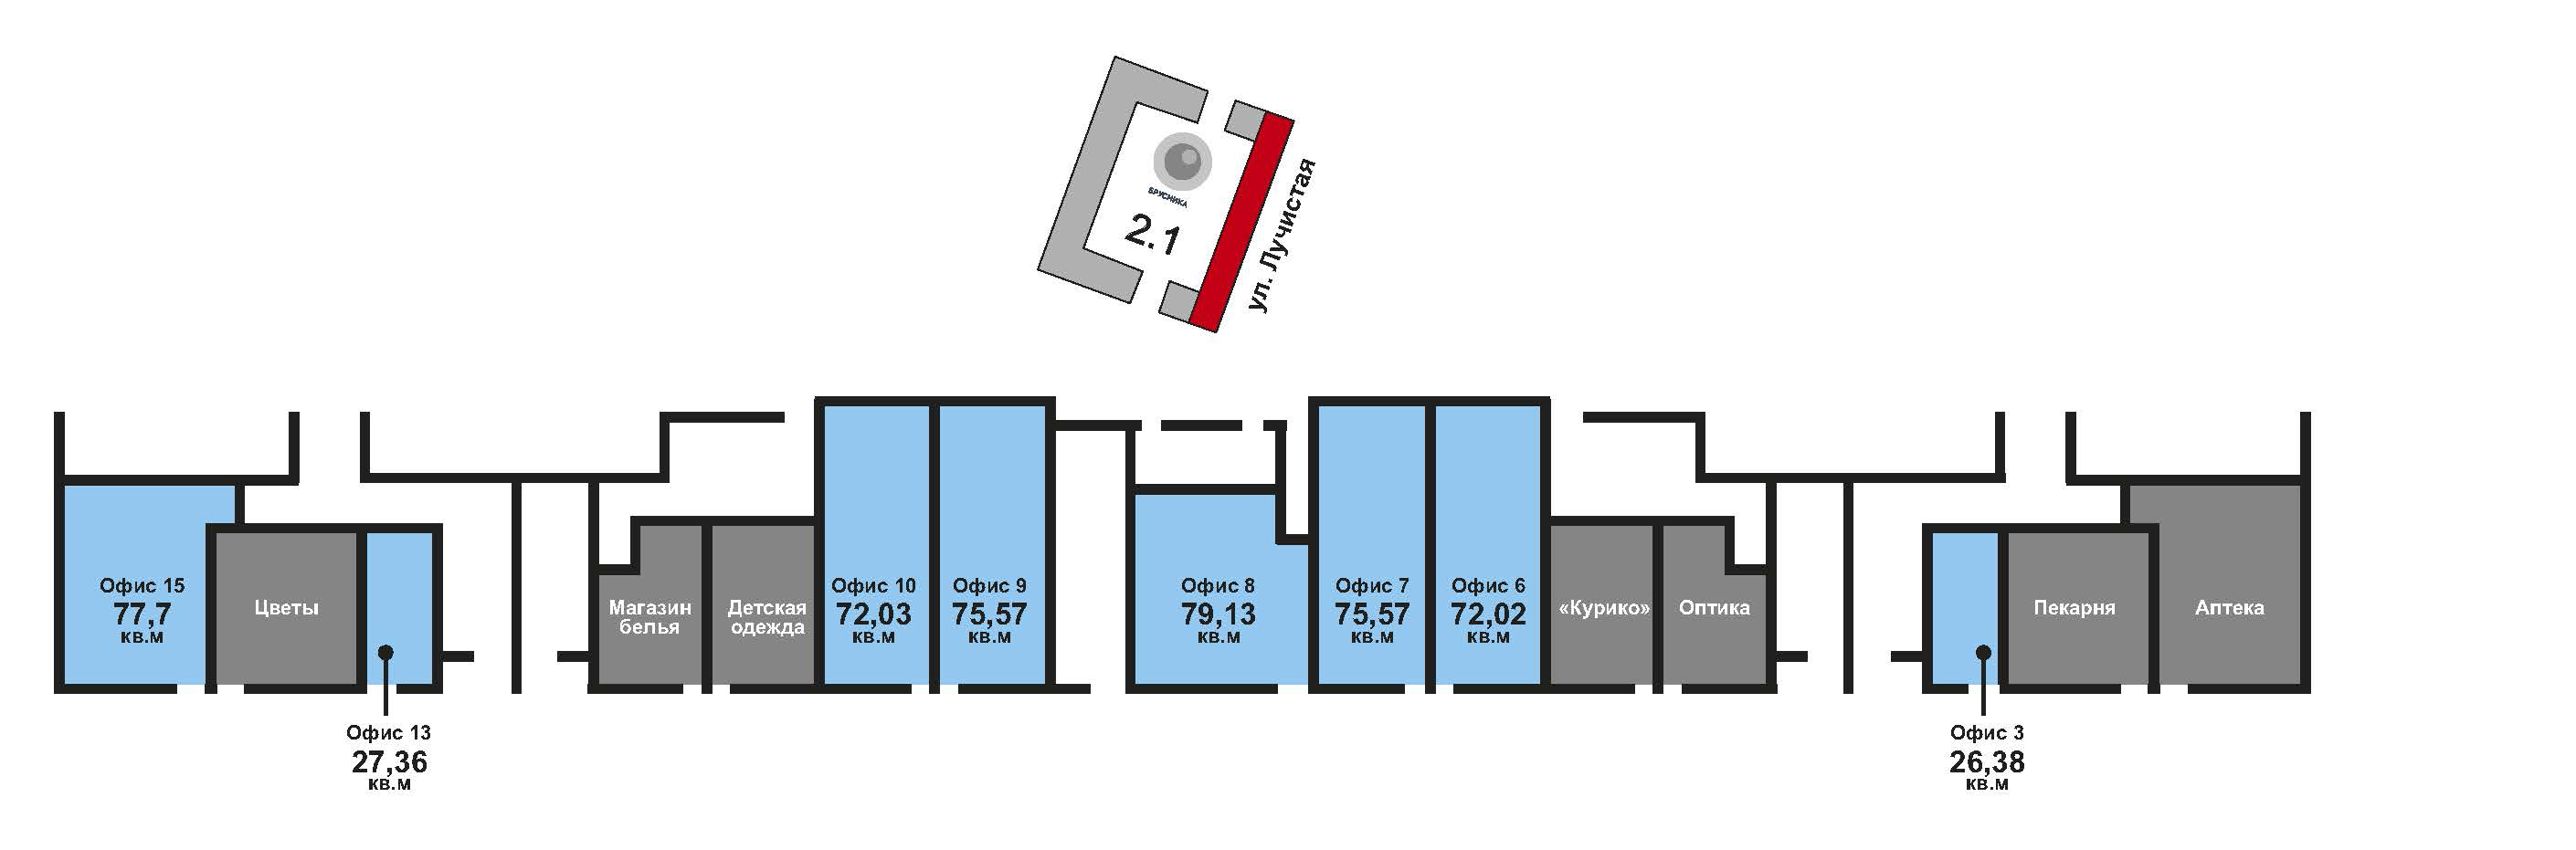 БРУСНИКА
2.1
ул. Лучистая
Офис 15
77,7
кв.м
Цветы
Магазин
белья
Детская
одежда
Офис 10
72,03
кв.м
Офис 9
75,57
кв.м
Офис 8
79,13
кв.м
Офис 7
75,57
кв.м
Офис 6
72,02
кв.м
«Курико»
Оптика
Пекарня
Аптека
Офис 13
27,36
кв.м
Офис 3
26,38
кв.м